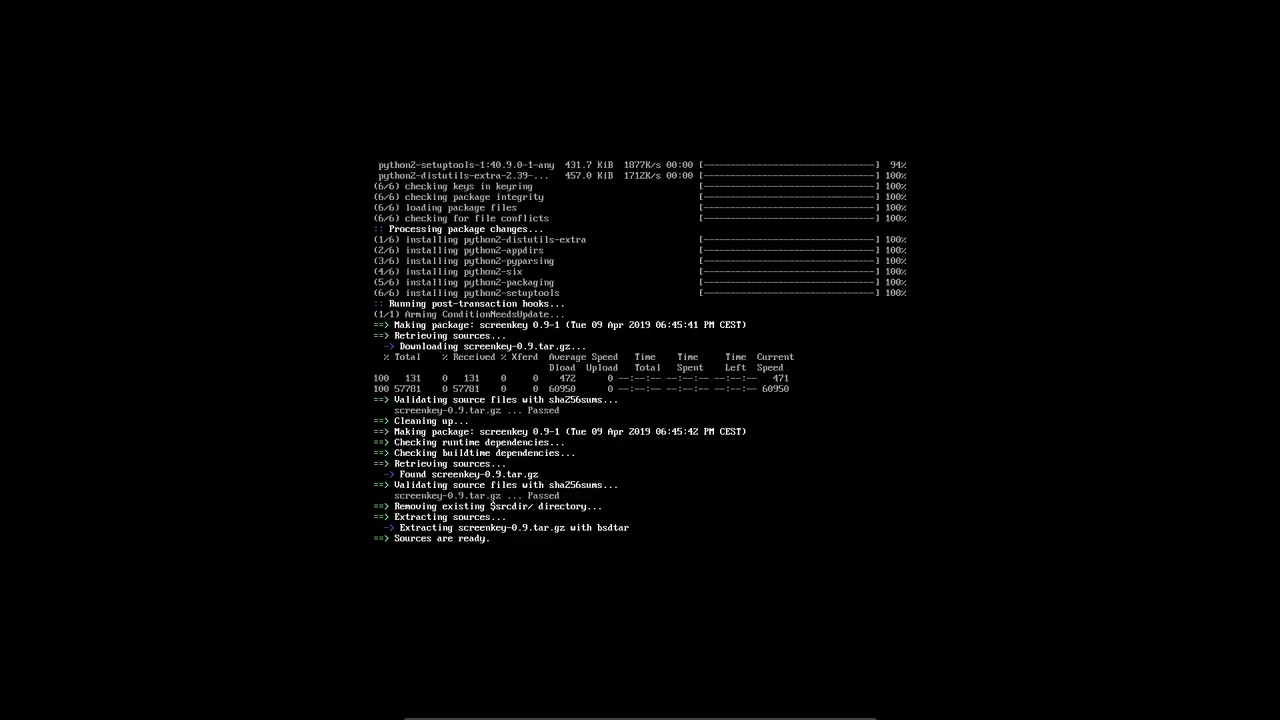 python2-setuptools-1:40.9.0-1-any 431.7 KiB 1877K/s 00:00 [--------------------------------] 94%
python2-distutils-extra-2.39-... 457.0 KiB 1712K/s 00:00 [--------------------------------] 100%
(6/6) checking keys in keyring [--------------------------------] 100%
(6/6) checking package integrity [--------------------------------] 100%
(6/6) loading package files [--------------------------------] 100%
(6/6) checking for file conflicts [--------------------------------] 100%
:: Processing package changes...
(1/6) installing python2-distutils-extra [--------------------------------] 100%
(2/6) installing python2-appdirs [--------------------------------] 100%
(3/6) installing python2-pyparsing [--------------------------------] 100%
(4/6) installing python2-six [--------------------------------] 100%
(5/6) installing python2-packaging [--------------------------------] 100%
(6/6) installing python2-setuptools [--------------------------------] 100%
:: Running post-transaction hooks...
(1/1) Arming ConditionNeedsUpdate...
==> Making package: screenkey 0.9-1 (Tue 09 Apr 2019 06:45:41 PM CEST)
==> Retrieving sources...
-> Downloading screenkey-0.9.tar.gz...
% Total % Received % Xferd Average Speed Time Time Time Current
Dload Upload Total Spent Left Speed
100 131 0 131 0 0 472 0 --:--:-- --:--:-- --:--:-- 471
100 57781 0 57781 0 0 60950 0 --:--:-- --:--:-- --:--:-- 60950
==> Validating source files with sha256sums...
screenkey-0.9.tar.gz ... Passed
==> Cleaning up...
==> Making package: screenkey 0.9-1 (Tue 09 Apr 2019 06:45:42 PM CEST)
==> Checking runtime dependencies...
==> Checking buildtime dependencies...
==> Retrieving sources...
-> Found screenkey-0.9.tar.gz
==> Validating source files with sha256sums...
screenkey-0.9.tar.gz ... Passed
==> Removing existing $srcdir/ directory...
==> Extracting sources...
-> Extracting screenkey-0.9.tar.gz with bsdtar
==> Sources are ready.